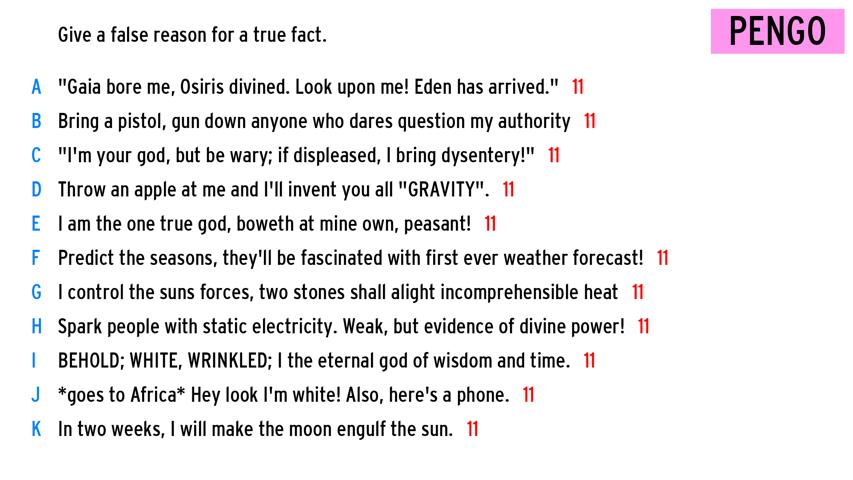 Give a false reason for a true fact.
PENGO
A "Gaia bore me, Osiris divined. Look upon me! Eden has arrived." 11
B Bring a pistol, gun down anyone who dares question my authority 11
C "I'm your god, but be wary; if displeased, I bring dysentery!" 11
D Throw an apple at me and I'll invent you all "GRAVITY". 11
E I am the one true god, boweth at mine own, peasant! 11
F Predict the seasons, they'll be fascinated with first ever weather forecast! 11
G I control the suns forces, two stones shall alight incomprehensible heat 11
H Spark people with static electricity. Weak, but evidence of divine power! 11
I BEHOLD; WHITE, WRINKLED; I the eternal god of wisdom and time. 11
J *goes to Africa* Hey look I'm white! Also, here's a phone. 11
K In two weeks, I will make the moon engulf the sun. 11